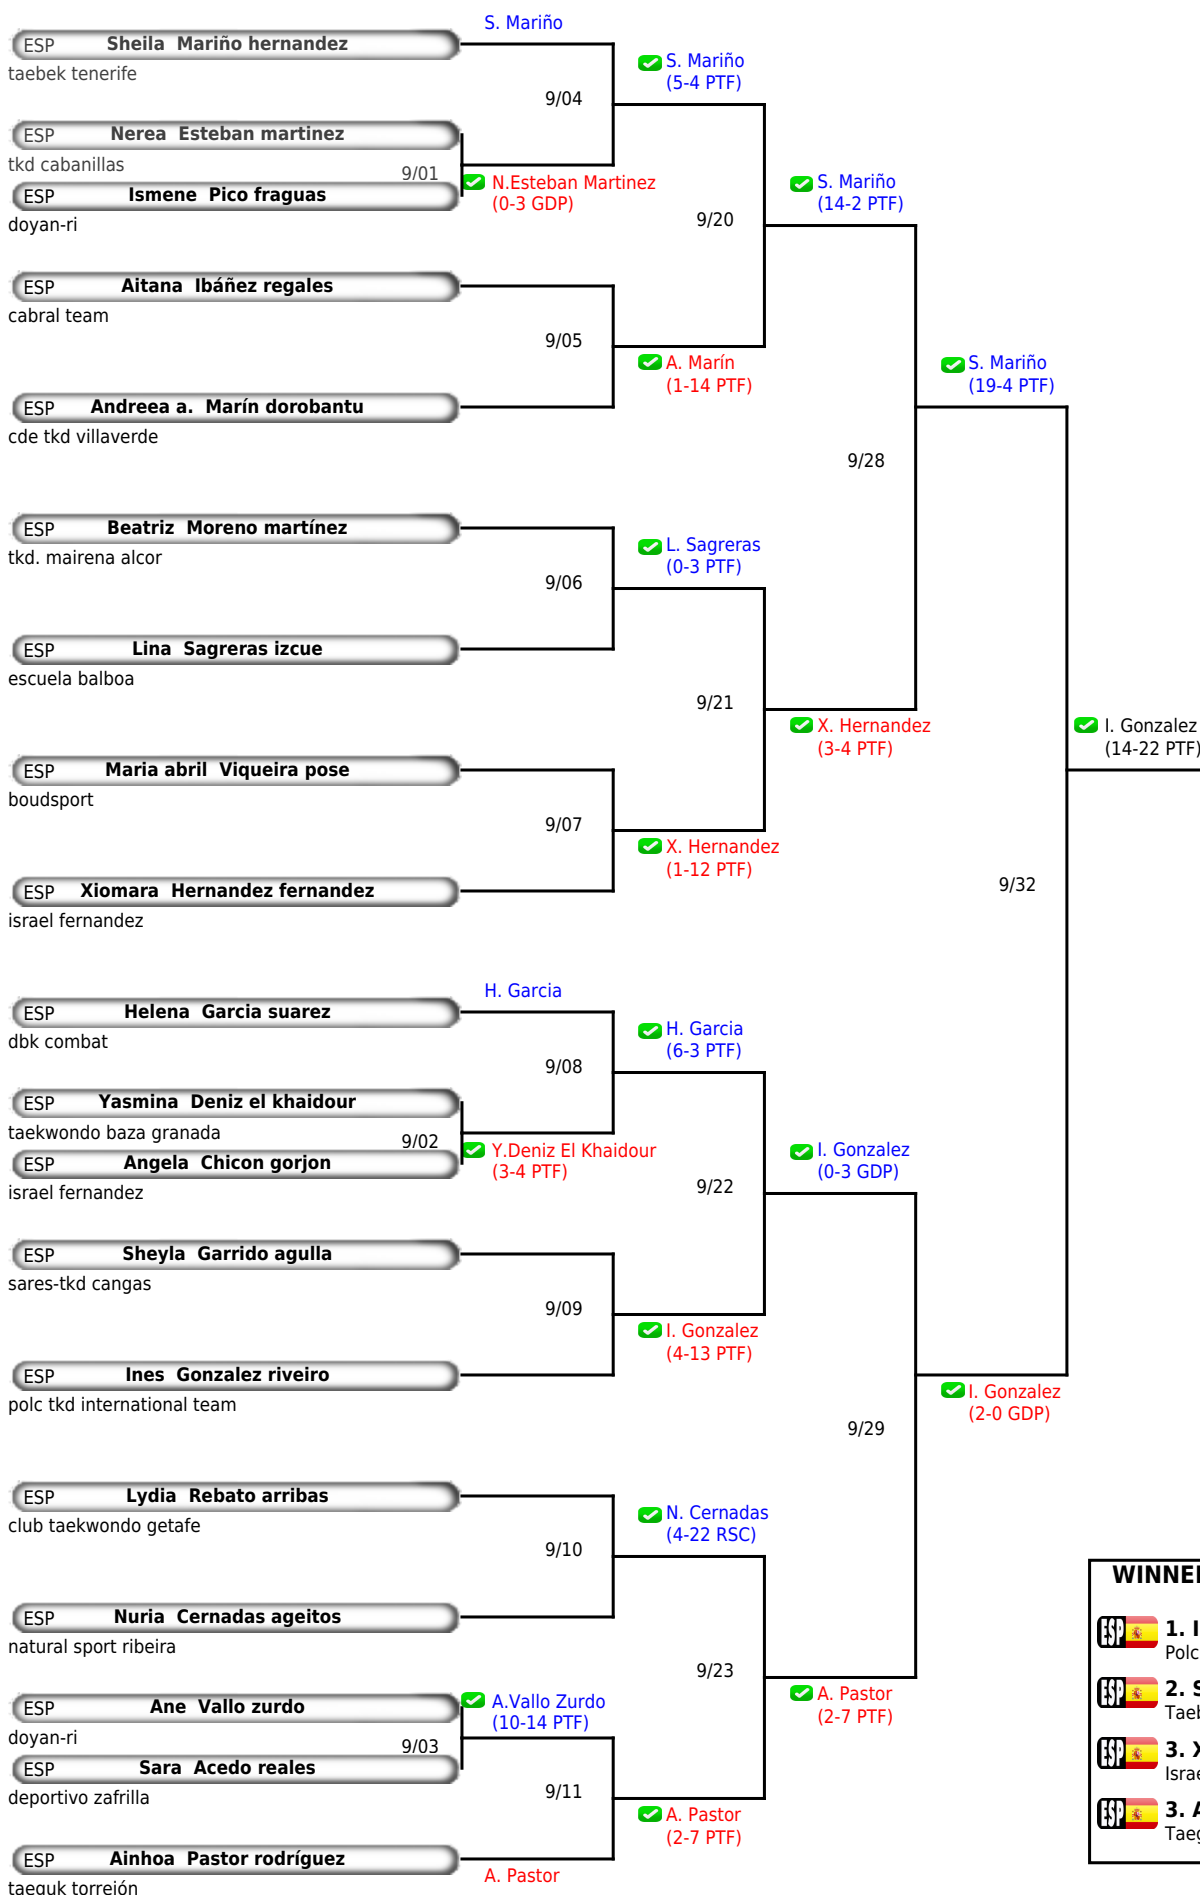 S. Mariño
ESP Sheila Mariño hernandez
taebek tenerife
S. Mariño
(5-4 PTF)
9/04
ESP Nerea Esteban martinez
tkd cabanillas
9/01
N.Esteban Martinez
(0-3 GDP)
ESP Ismene Pico fraguas
doyan-ri
S. Mariño
(14-2 PTF)
9/20
ESP Aitana Ibáñez regales
cabral team
9/05
A. Marín
(1-14 PTF)
S. Mariño
(19-4 PTF)
ESP Andreea a. Marín dorobantu
cde tkd villaverde
9/28
ESP Beatriz Moreno martínez
tkd. mairena alcor
L. Sagreras
(0-3 PTF)
9/06
ESP Lina Sagreras izcue
escuela balboa
9/21
X. Hernandez
(3-4 PTF)
I. Gonzalez
(14-22 PTF)
ESP Maria abril Viqueira pose
boudsport
9/07
X. Hernandez
(1-12 PTF)
ESP Xiomara Hernandez fernandez
israel fernandez
9/32
H. Garcia
ESP Helena Garcia suarez
dbk combat
H. Garcia
(6-3 PTF)
9/08
ESP Yasmina Deniz el khaidour
taekwondo baza granada
9/02
Y.Deniz El Khaidour
(3-4 PTF)
ESP Angela Chicon gorjon
israel fernandez
I. Gonzalez
(0-3 GDP)
9/22
ESP Sheyla Garrido agulla
sares-tkd cangas
9/09
I. Gonzalez
(4-13 PTF)
ESP Ines Gonzalez riveiro
polc tkd international team
I. Gonzalez
(2-0 GDP)
9/29
ESP Lydia Rebato arribas
club taekwondo getafe
N. Cernadas
(4-22 RSC)
9/10
ESP Nuria Cernadas ageitos
natural sport ribeira
9/23
A. Pastor
(2-7 PTF)
ESP Ane Vallo zurdo
doyan-ri
A.Vallo Zurdo
(10-14 PTF)
9/03
ESP Sara Acedo reales
deportivo zafrilla
9/11
A. Pastor
(2-7 PTF)
ESP Ainhoa Pastor rodríguez
taeguk torrejón
A. Pastor
ESP 1. I
Polc
ESP 2. S
Taeb
ESP 3. X
Israe
ESP 3. A
Taeg